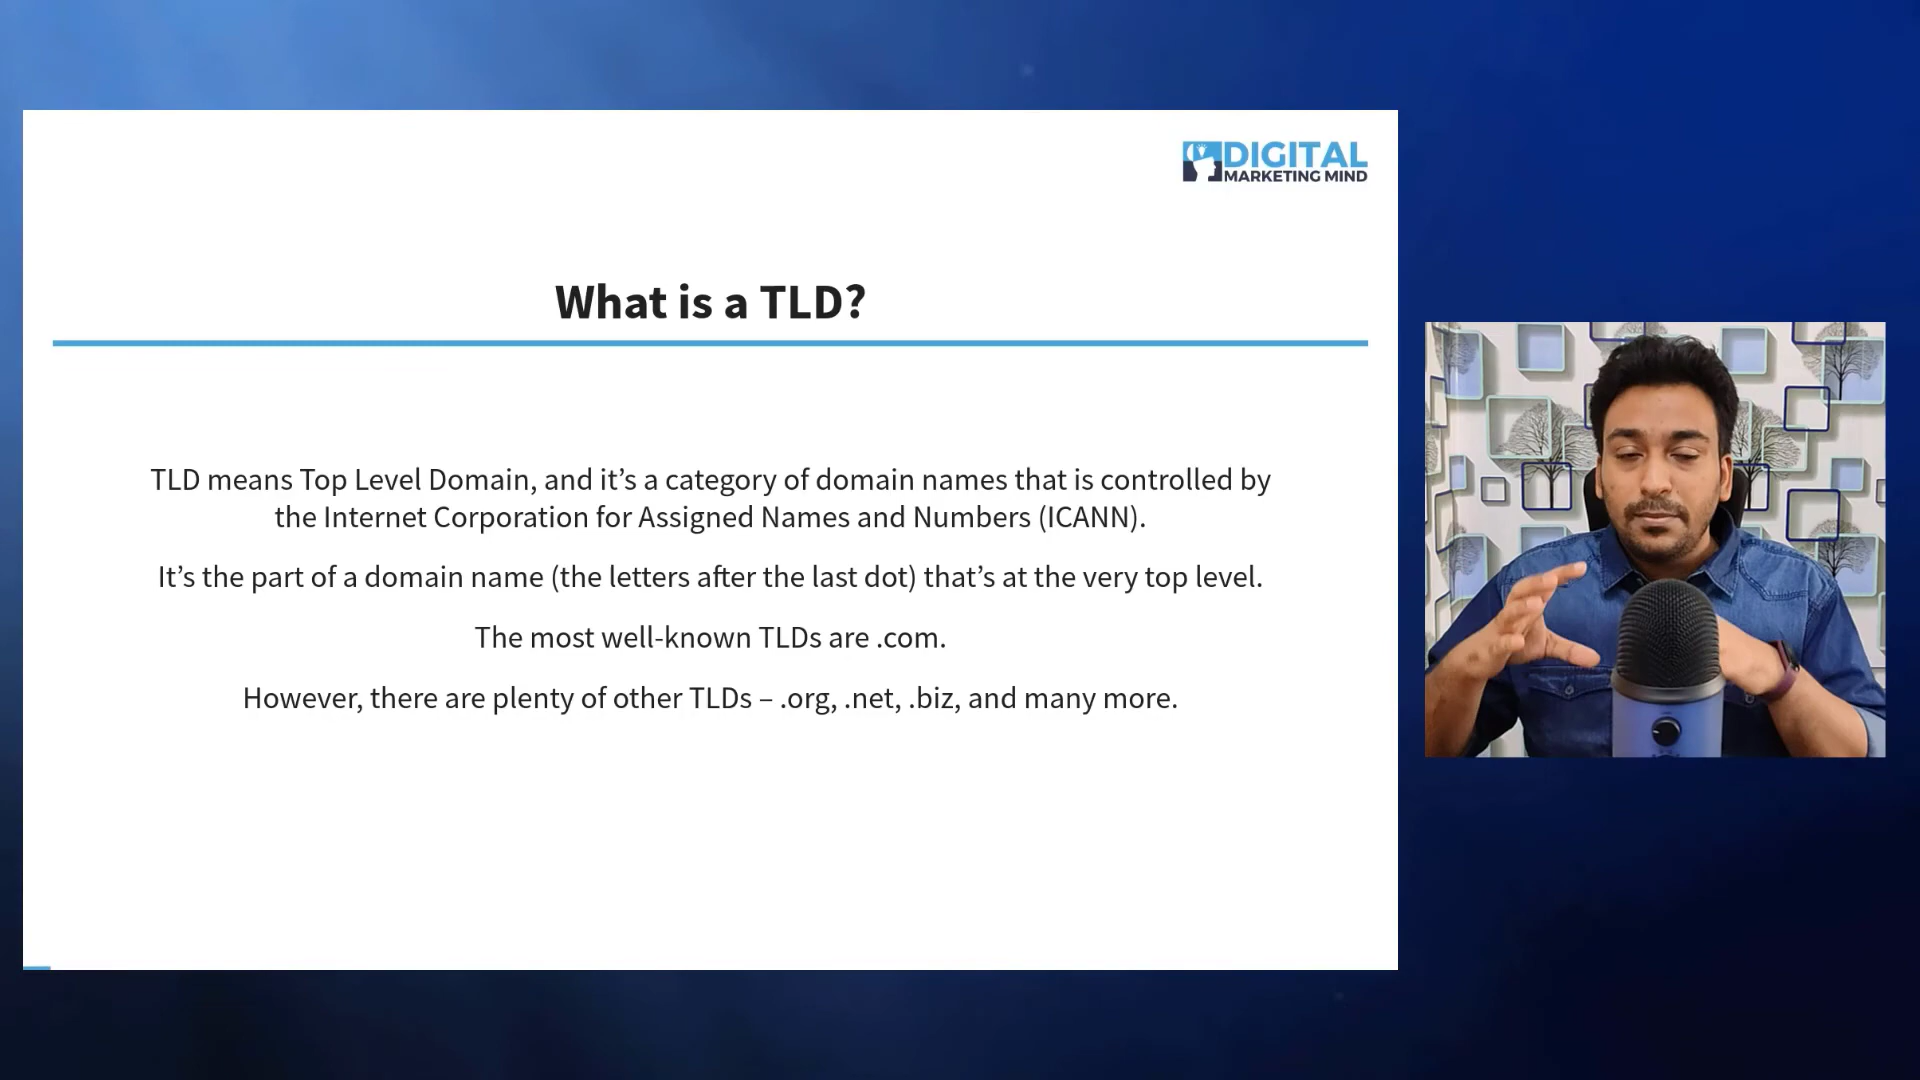 DIGITAL
MARKETING MIND
What is a TLD?
TLD means Top Level Domain, and it’s a category of domain names that is controlled by
the Internet Corporation for Assigned Names and Numbers (ICANN).
It’s the part of a domain name (the letters after the last dot) that’s at the very top level.
The most well-known TLDs are .com.
However, there are plenty of other TLDs – .org, .net, .biz, and many more.